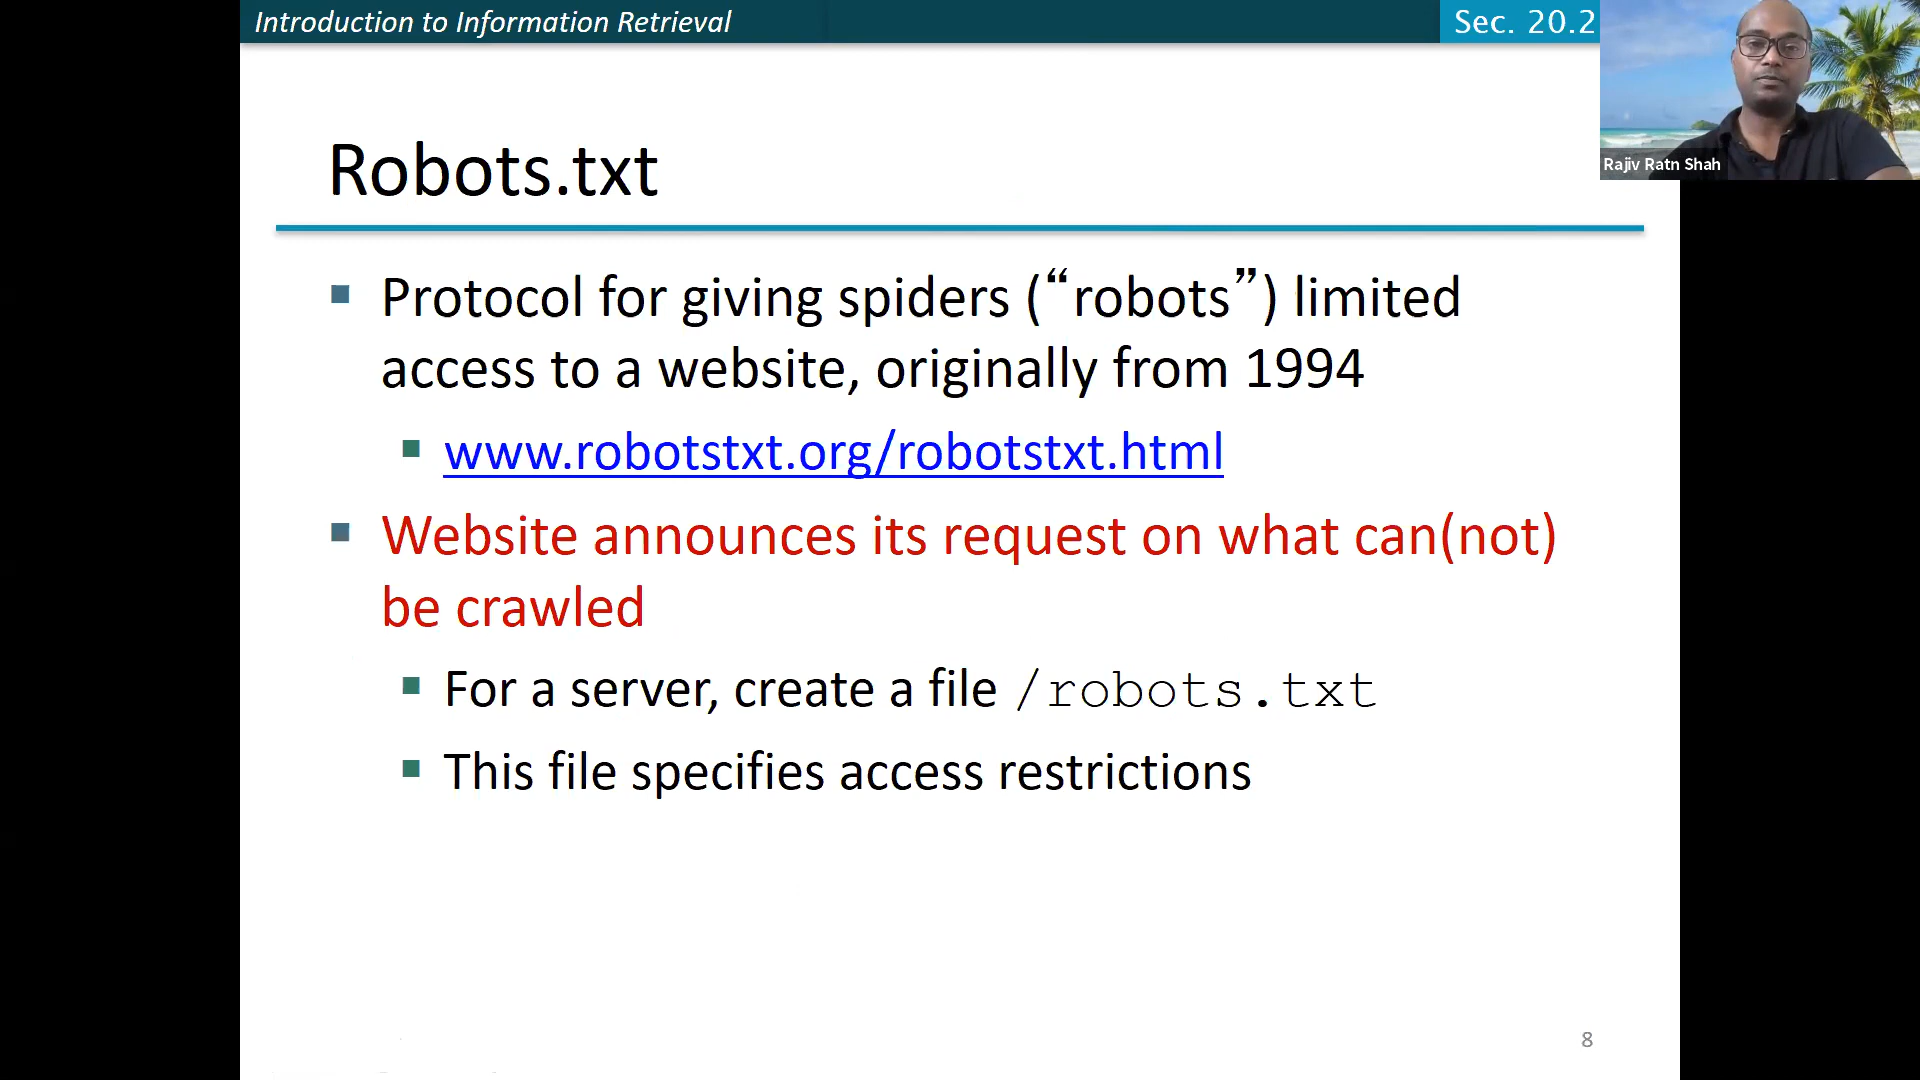 Introduction to Information Retrieval
Sec. 20.2
Rajiv Ratn Shah
Robots.txt
Protocol for giving spiders (“robots”) limited
access to a website, originally from 1994
www.robotstxt.org/robotstxt.html
Website announces its request on what can(not)
be crawled
For a server, create a file /robots.txt
This file specifies access restrictions
8